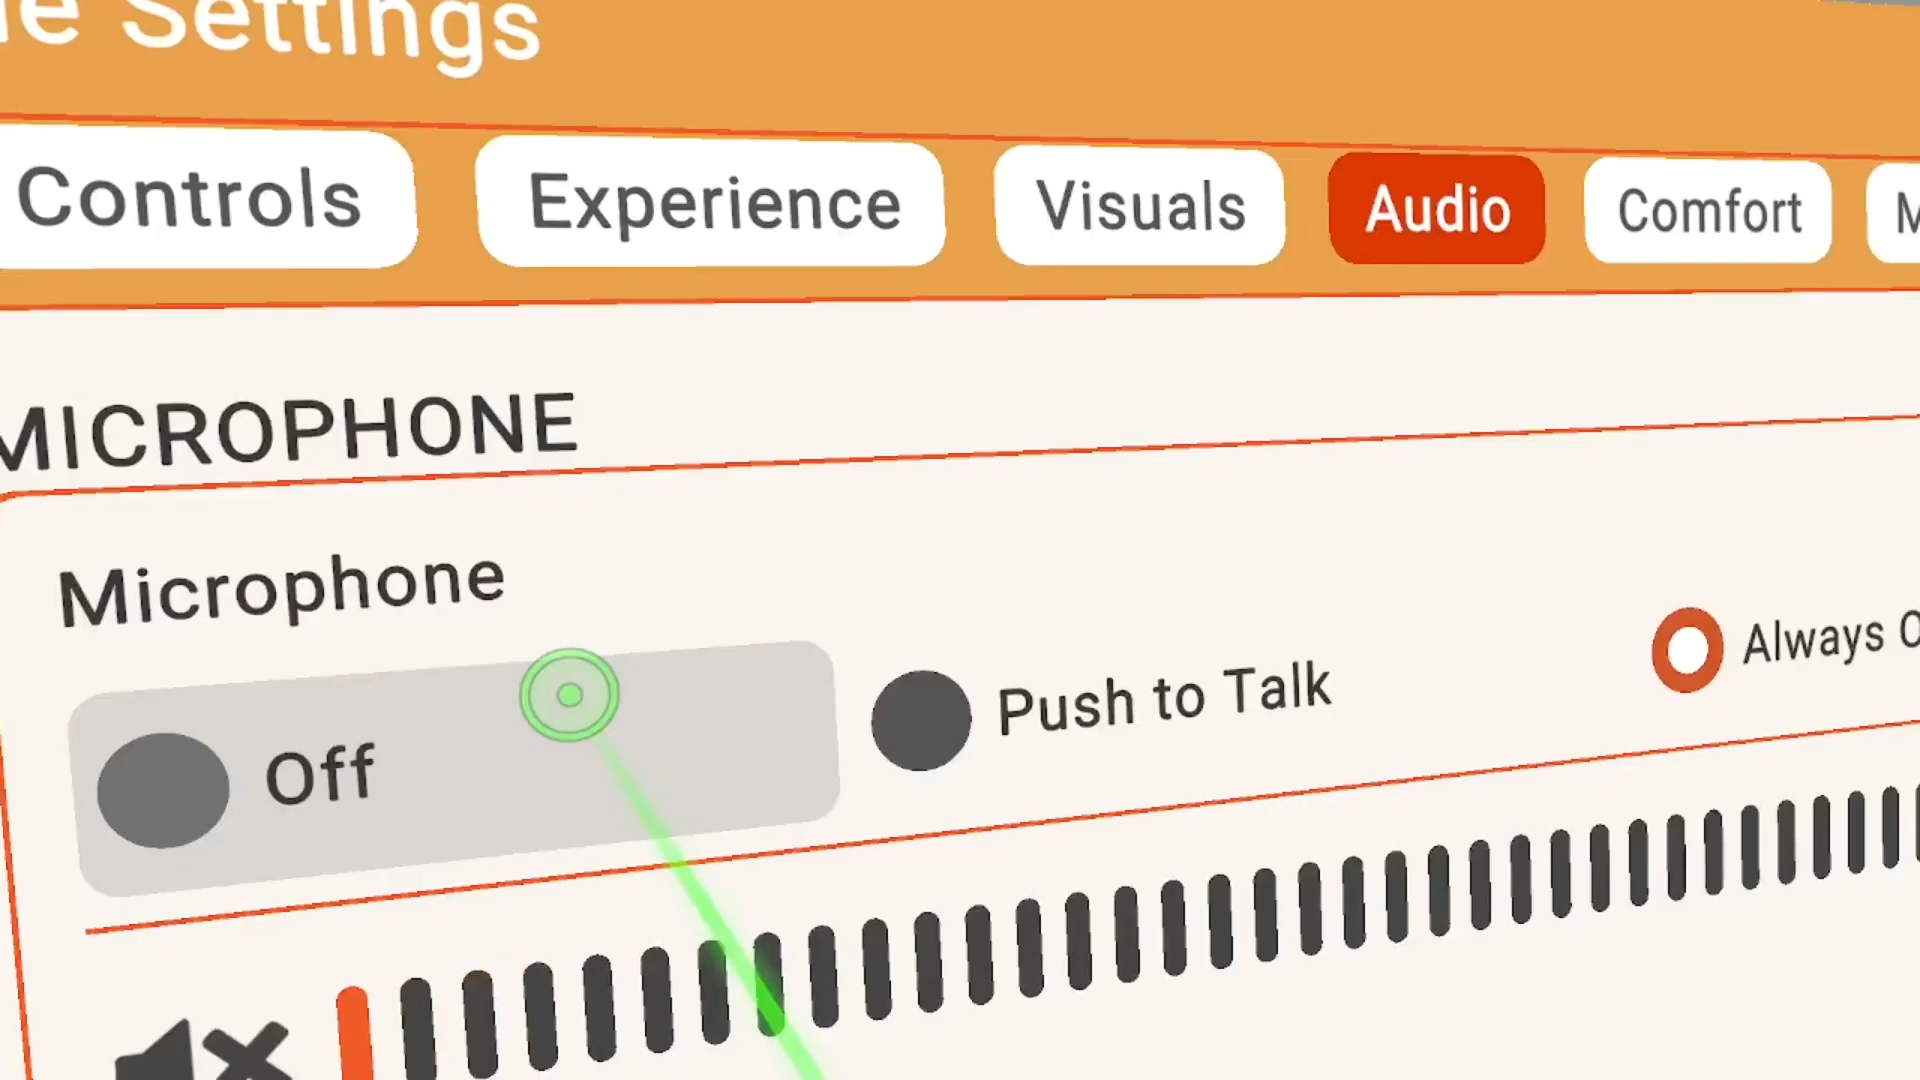 Settings
Controls
Experience
Visuals
Audio
Comfort
MICROPHONE
Microphone
Off
Push to Talk
Always